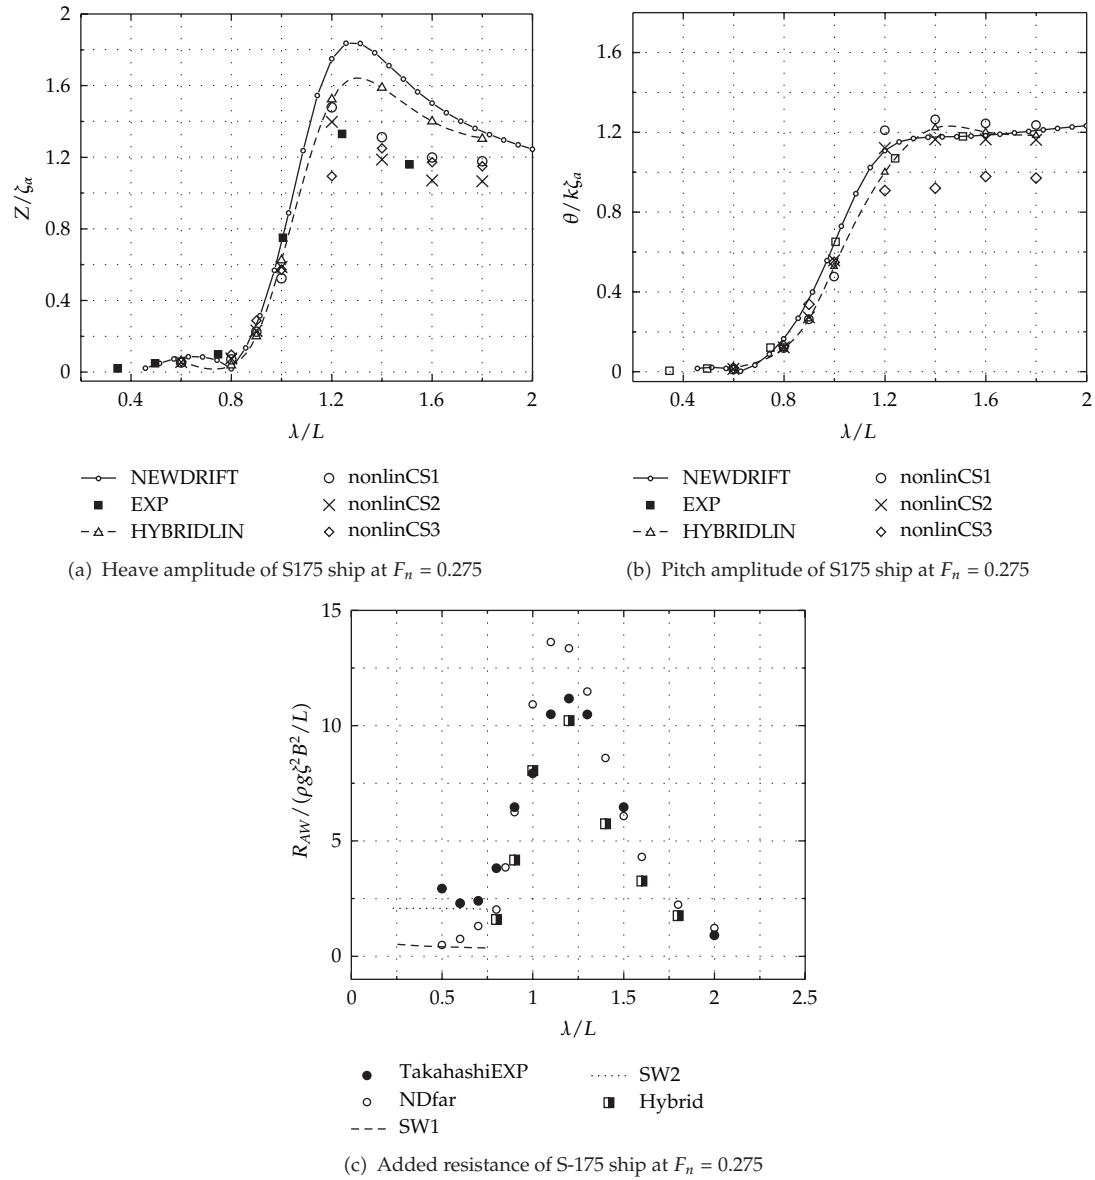 2
1.6
1.2
0.8
0.4
0
Z/ζα
0.4 0.8 1.2 1.6 2
λ/L
NEWDRIFT
EXP
HYBRIDLIN
nonlinCS1
nonlinCS2
nonlinCS3
(a) Heave amplitude of S175 ship at Fn = 0.275
1.6
1.2
0.8
0.4
0
θ/kζa
0.4 0.8 1.2 1.6 2
λ/L
NEWDRIFT
EXP
HYBRIDLIN
nonlinCS1
nonlinCS2
nonlinCS3
(b) Pitch amplitude of S175 ship at Fn = 0.275
15
10
5
0
RAW/(ρgζ²B²/L)
0 0.5 1 1.5 2 2.5
λ/L
TakahashiEXP
NDfar
SW1
SW2
Hybrid
(c) Added resistance of S-175 ship at Fn = 0.275